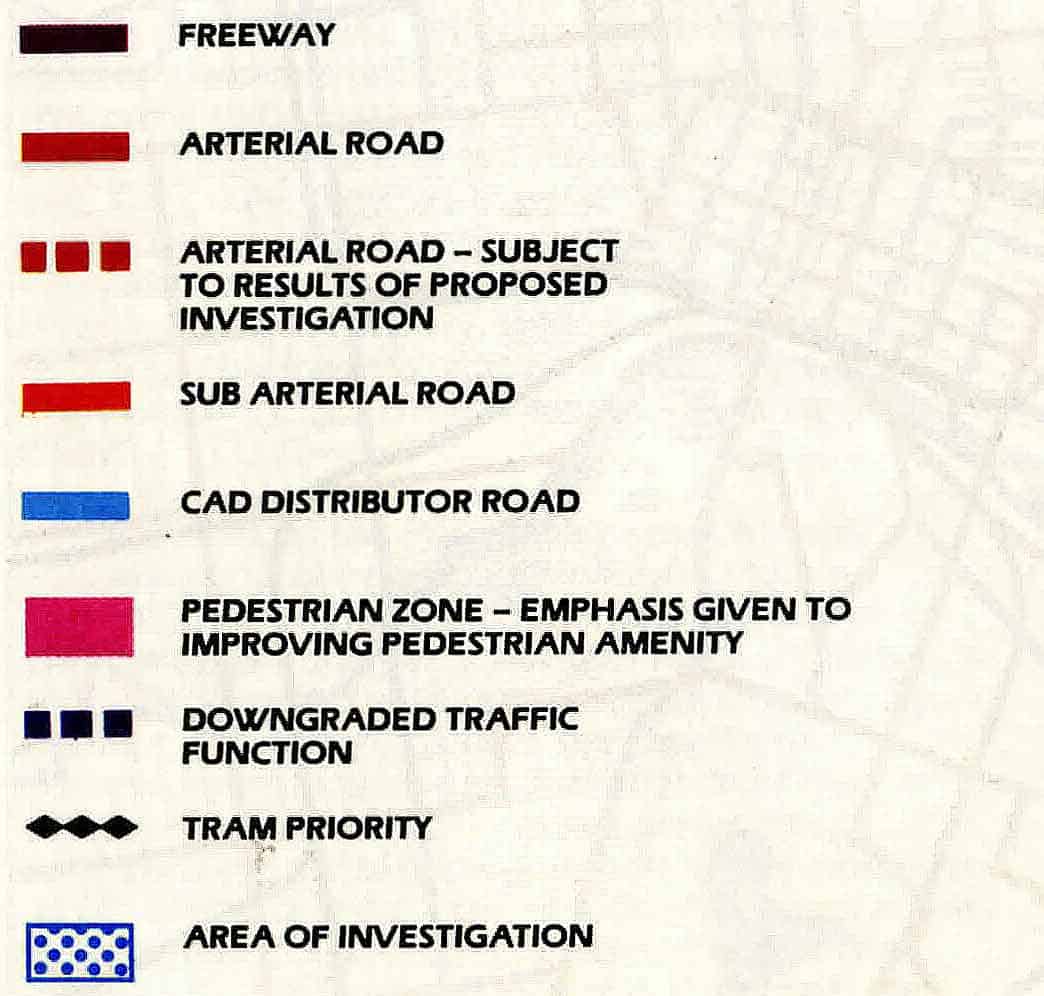 FREEWAY
ARTERIAL ROAD
ARTERIAL ROAD – SUBJECT
TO RESULTS OF PROPOSED
INVESTIGATION
SUB ARTERIAL ROAD
CAD DISTRIBUTOR ROAD
PEDESTRIAN ZONE – EMPHASIS GIVEN TO
IMPROVING PEDESTRIAN AMENITY
DOWNGRADED TRAFFIC
FUNCTION
TRAM PRIORITY
AREA OF INVESTIGATION